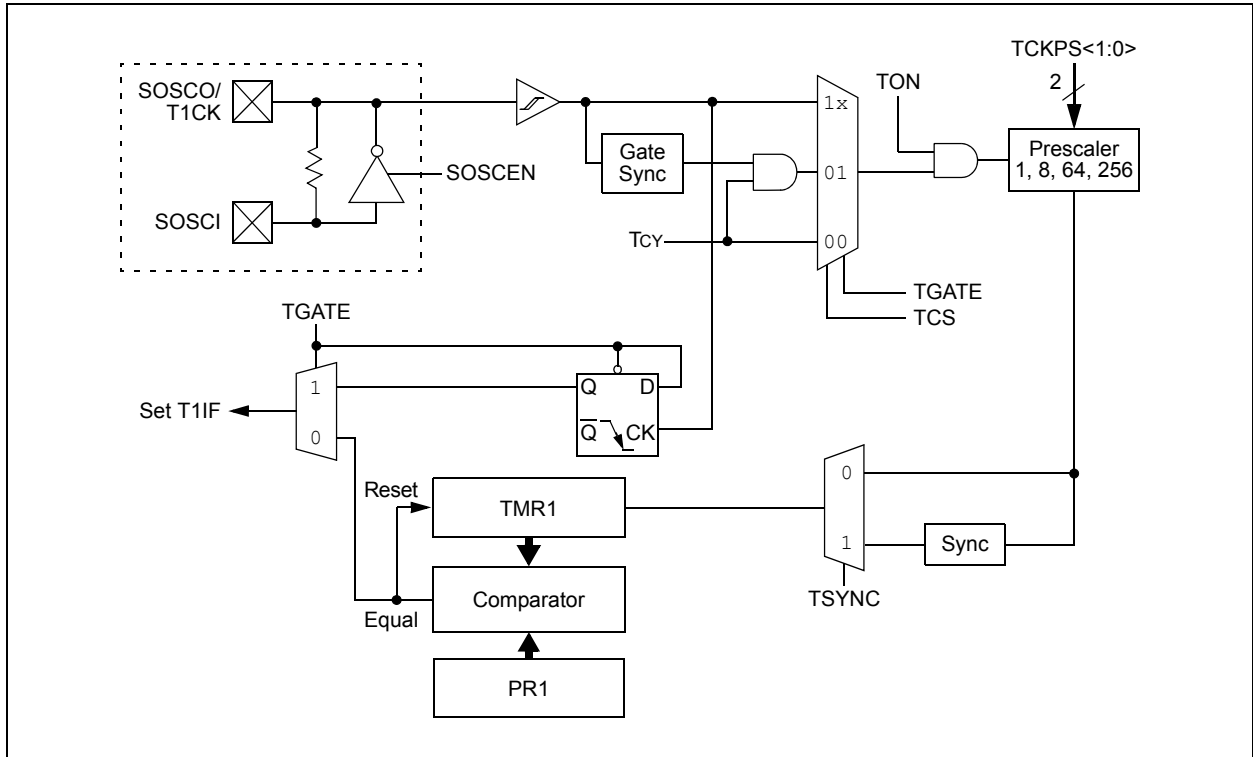 TCKPS<1:0>
2
SOSCO/
T1CK
TON
1x
Prescaler
1, 8, 64, 256
Gate
Sync
SOSCEN
01
SOSCI
TCY
00
TGATE
TCS
TGATE
1
Q
D
Set T1IF
0
Q
CK
Reset
TMR1
0
1
Sync
Comparator
TSYNC
Equal
PR1